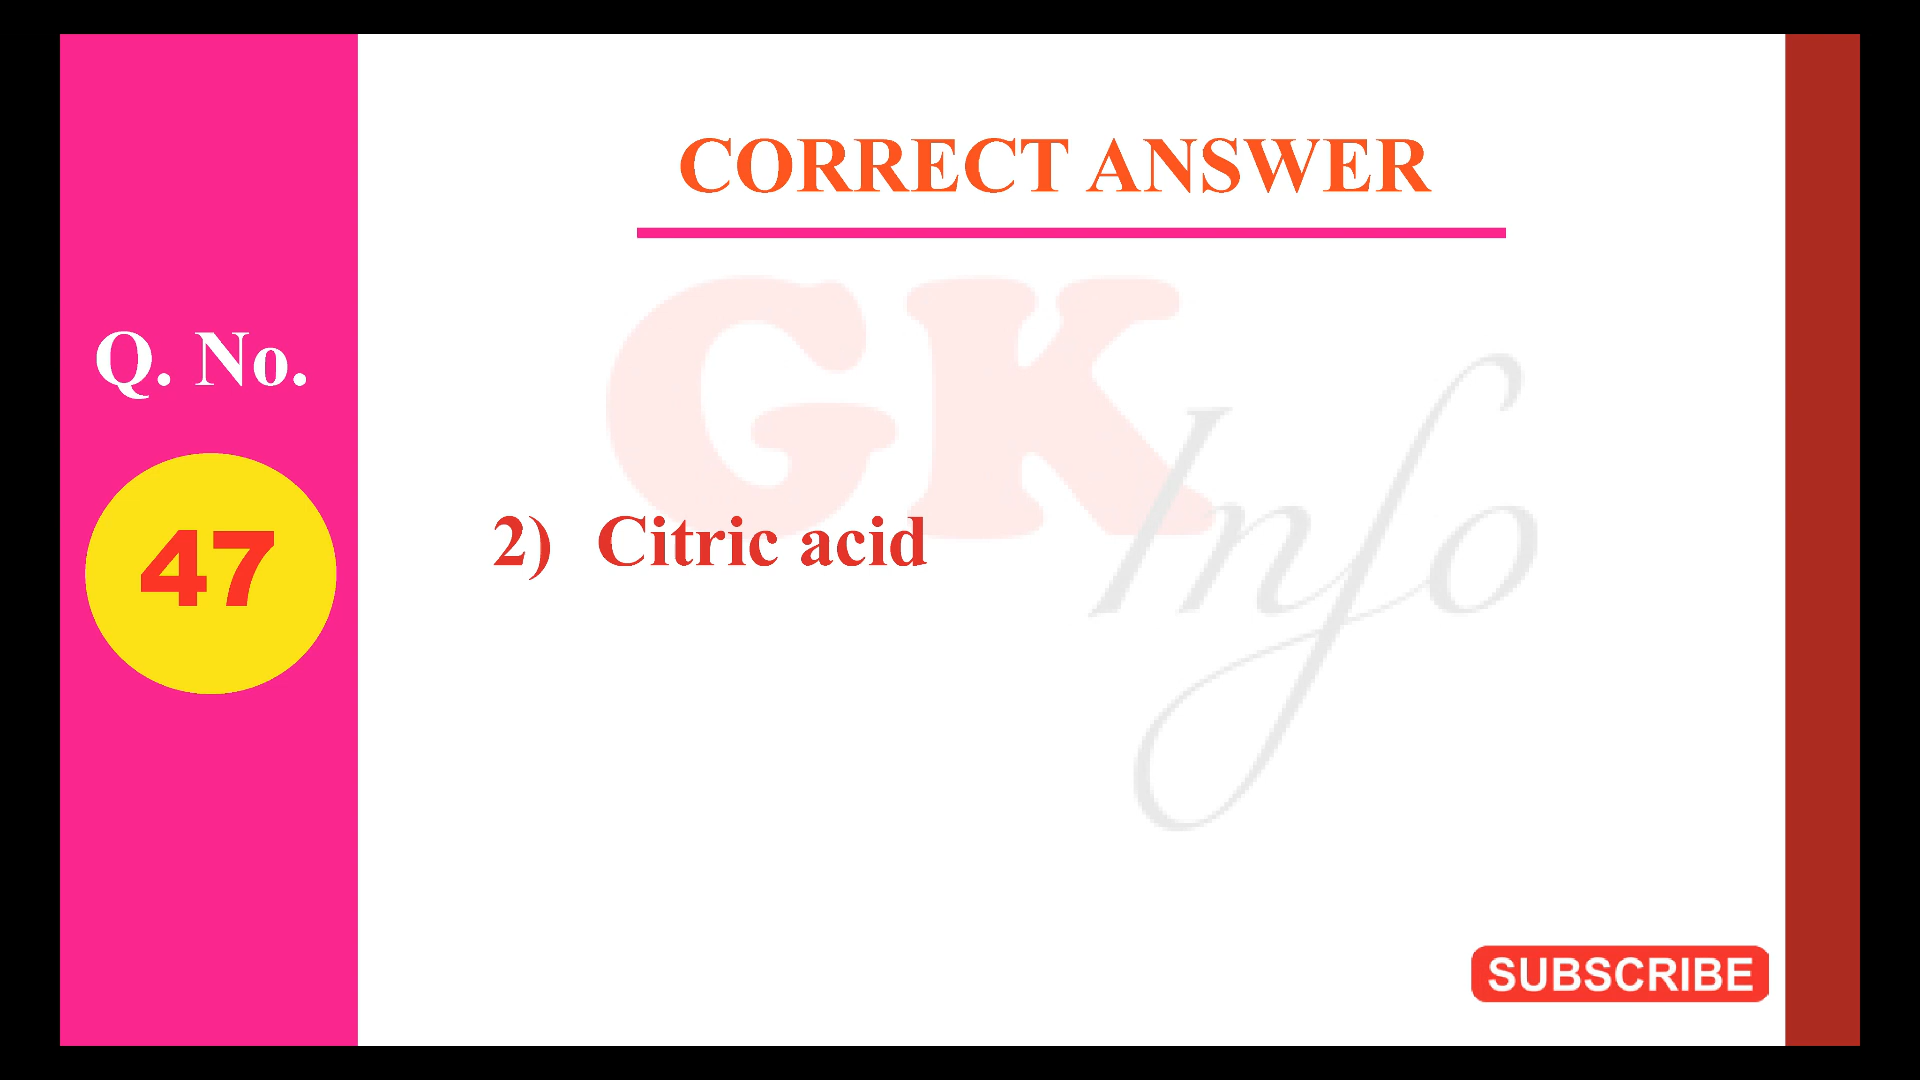 CORRECT ANSWER
GK
Info
Q. No.
47
2) Citric acid
SUBSCRIBE